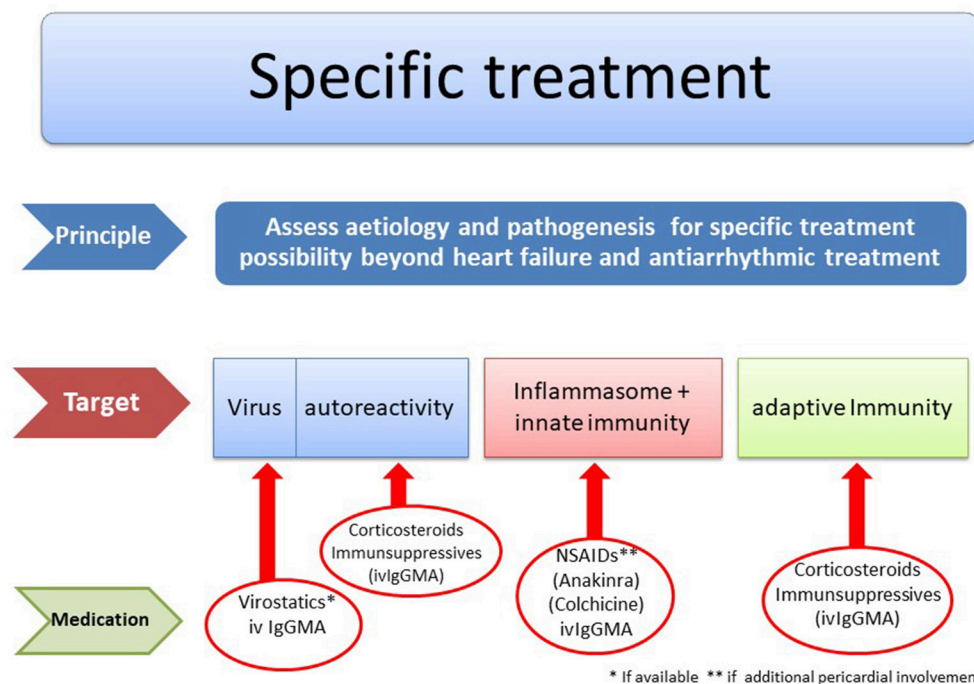 Specific treatment
Principle
Assess aetiology and pathogenesis for specific treatment
possibility beyond heart failure and antiarrhythmic treatment
Target
Virus
autoreactivity
Inflammasome +
innate immunity
adaptive Immunity
Medication
Virostatics*
iv IgGMA
Corticosteroids
Immunsuppressives
(ivIgGMA)
NSAIDs**
(Anakinra)
(Colchicine)
ivIgGMA
Corticosteroids
Immunsuppressives
(ivIgGMA)
* If available ** if additional pericardial involvemen